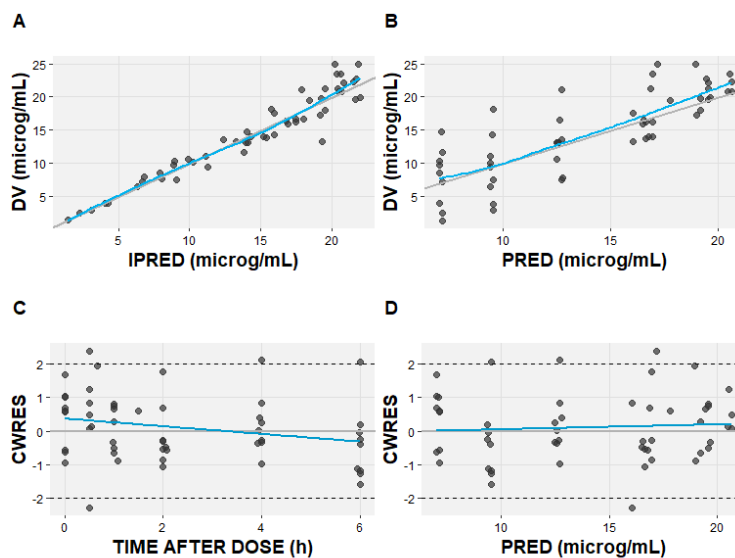 A
B
25
20
15
10
5
DV (microg/mL)
5
10
15
20
IPRED (microg/mL)
25
20
15
10
5
DV (microg/mL)
10
15
20
PRED (microg/mL)
C
D
2
1
0
-1
-2
CWRES
0
2
4
6
TIME AFTER DOSE (h)
2
1
0
-1
-2
CWRES
10
15
20
PRED (microg/mL)